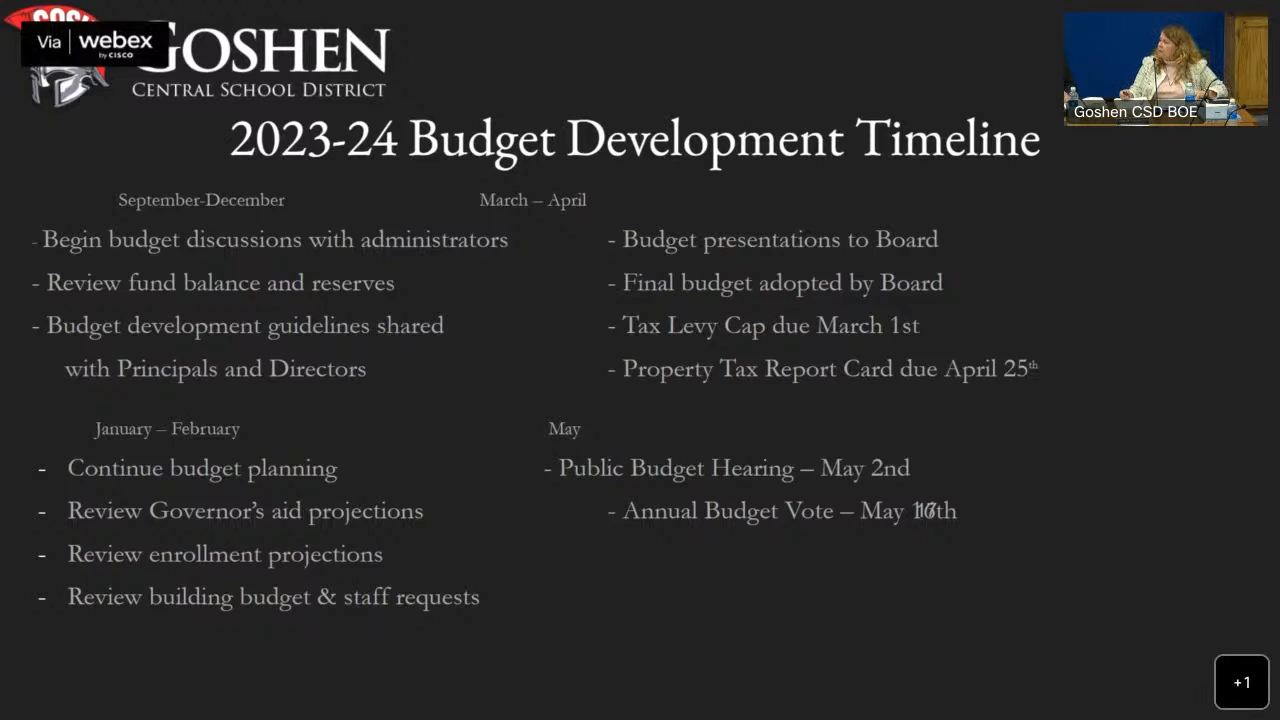 GOSH
Via webex
by CISCO
GOSHEN
CENTRAL SCHOOL DISTRICT
Goshen CSD BOE
2023-24 Budget Development Timeline
September-December
- Begin budget discussions with administrators
- Review fund balance and reserves
- Budget development guidelines shared
with Principals and Directors
March – April
- Budget presentations to Board
- Final budget adopted by Board
- Tax Levy Cap due March 1st
- Property Tax Report Card due April 25th
January – February
- Continue budget planning
- Review Governor's aid projections
- Review enrollment projections
- Review building budget & staff requests
May
- Public Budget Hearing – May 2nd
- Annual Budget Vote – May
+1